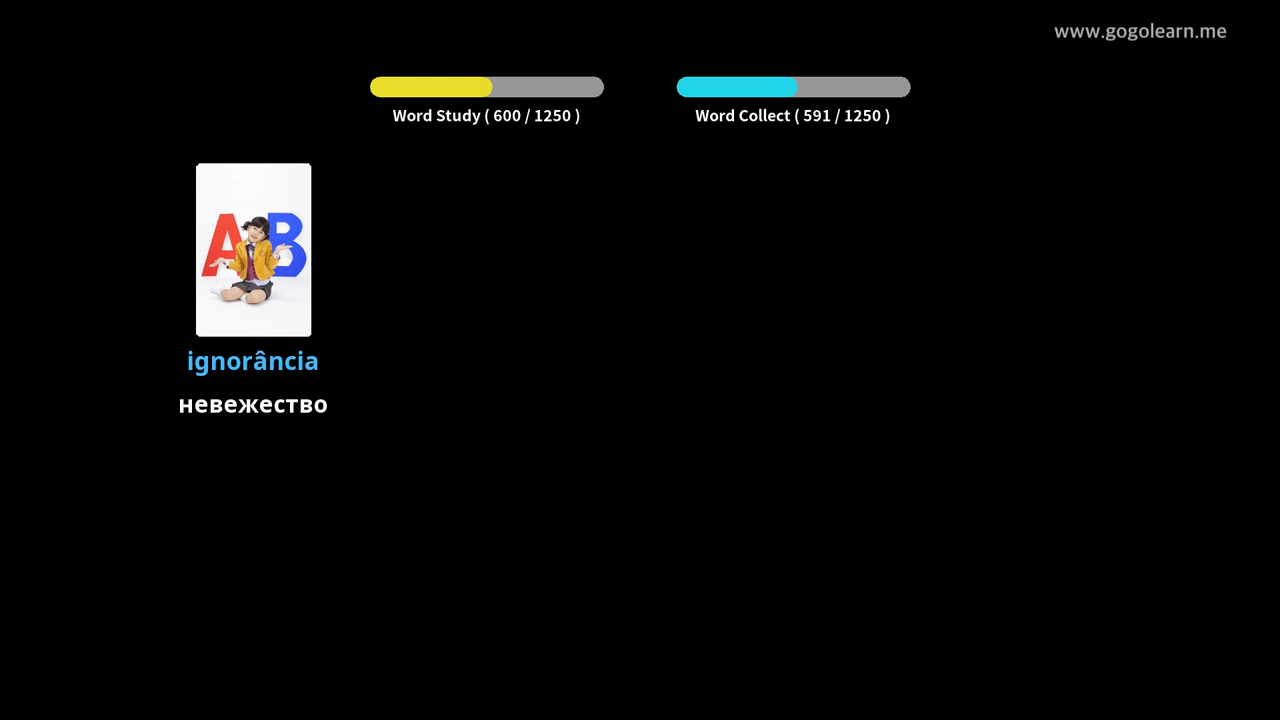 www.gogolearn.me
Word Study ( 600 / 1250 )
Word Collect ( 591 / 1250 )
A B
ignorância
невежество